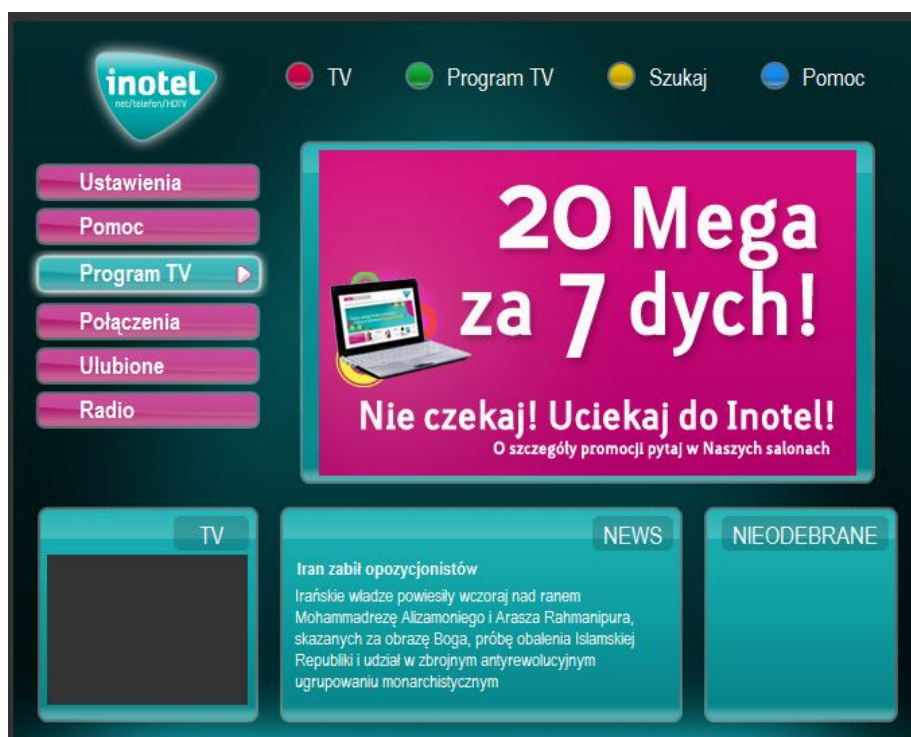 inotel
net/telefon/HDTV
TV
Program TV
Szukaj
Pomoc
Ustawienia
Pomoc
Program TV
Połączenia
Ulubione
Radio
20 Mega
za 7 dych!
Nie czekaj! Uciekaj do Inotel!
O szczegóły promocji pytaj w Naszych salonach
TV
NEWS
Iran zabił opozycjonistów
Irańskie władze powiesiły wczoraj nad ranem
Mohammadrezę Alizamoniego i Arasza Rahmanipura,
skazanych za obrazę Boga, próbę obalenia Islamskiej
Republiki i udział w zbrojnym antyrewolucyjnym
ugrupowaniu monarchistycznym
NIEODEBRANE